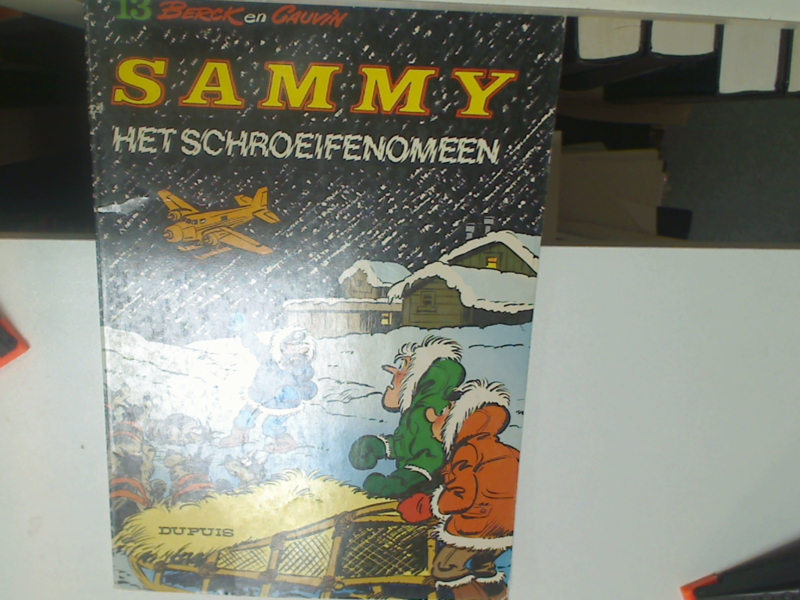 13 Berck en Cauvin
SAMMY
HET SCHROEIFENOMEEN
DUPUIS